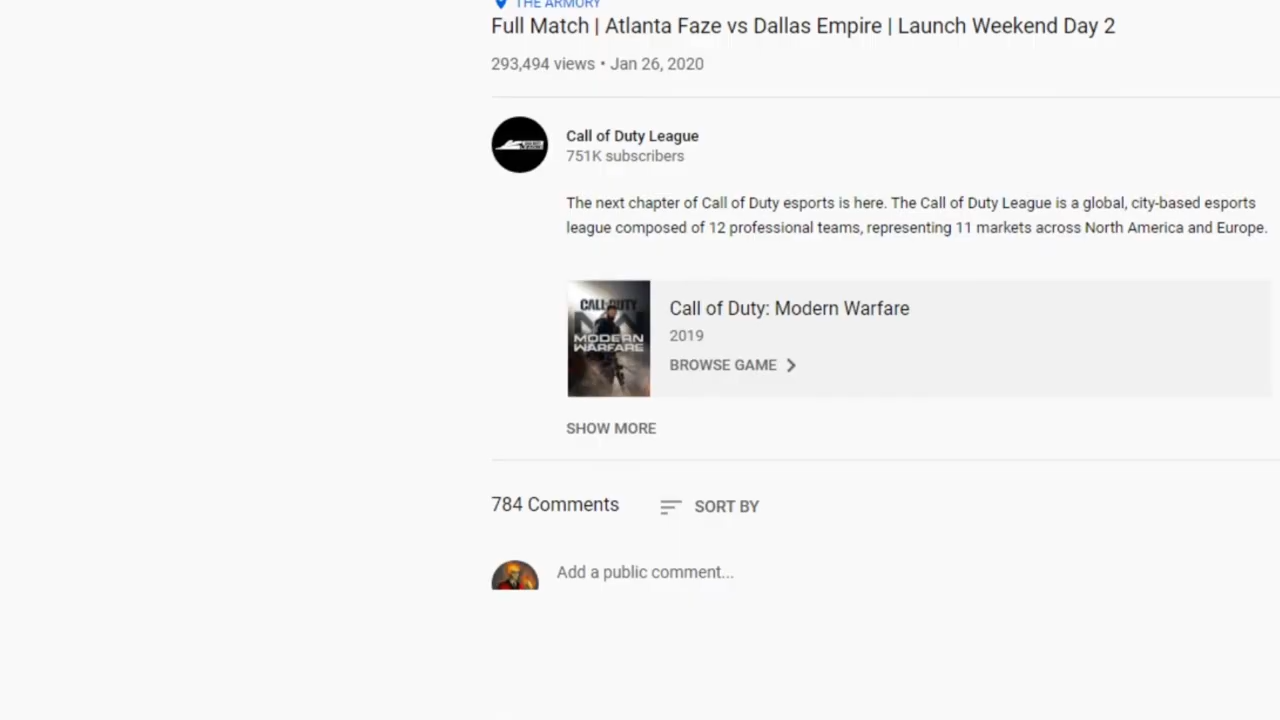 THE ARMORY
Full Match | Atlanta Faze vs Dallas Empire | Launch Weekend Day 2
293,494 views • Jan 26, 2020
Call of Duty League
751K subscribers
The next chapter of Call of Duty esports is here. The Call of Duty League is a global, city-based esports
league composed of 12 professional teams, representing 11 markets across North America and Europe.
CALL OF DUTY
MODERN
WARFARE
Call of Duty: Modern Warfare
2019
BROWSE GAME
SHOW MORE
784 Comments
SORT BY
Add a public comment...